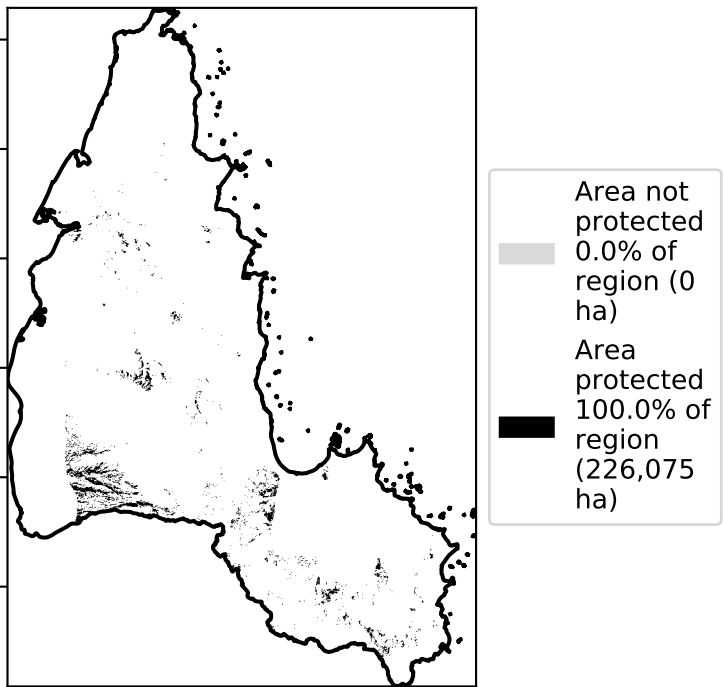 Area not
protected
0.0% of
region (0
ha)
Area
protected
100.0% of
region
(226,075
ha)